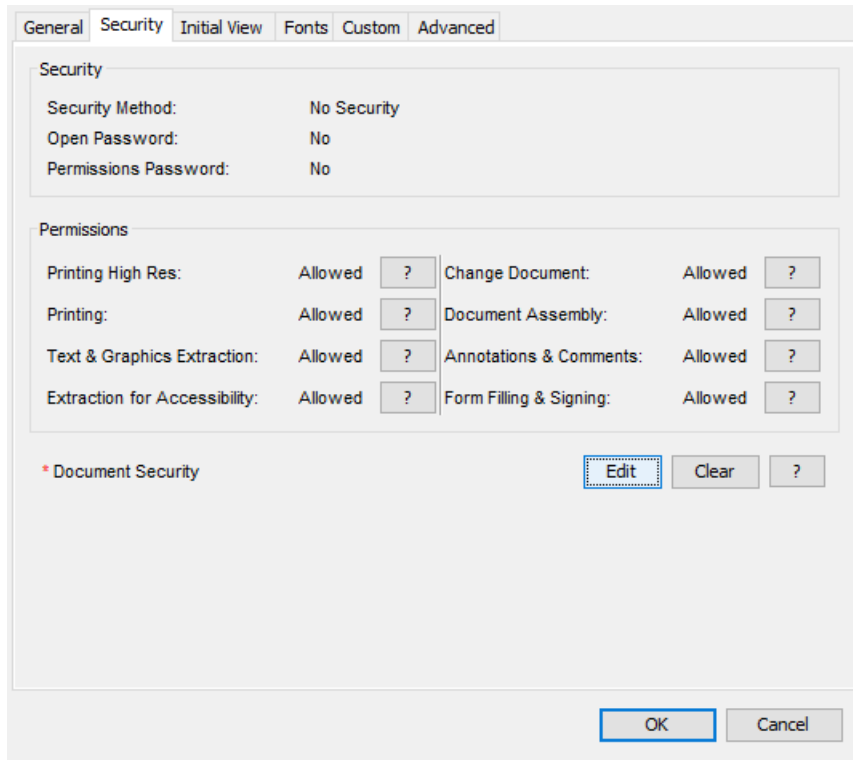 General Security Initial View Fonts Custom Advanced
Security
Security Method: No Security
Open Password: No
Permissions Password: No
Permissions
Printing High Res: Allowed ? Change Document: Allowed ?
Printing: Allowed ? Document Assembly: Allowed ?
Text & Graphics Extraction: Allowed ? Annotations & Comments: Allowed ?
Extraction for Accessibility: Allowed ? Form Filling & Signing: Allowed ?
* Document Security Edit Clear ?
OK Cancel